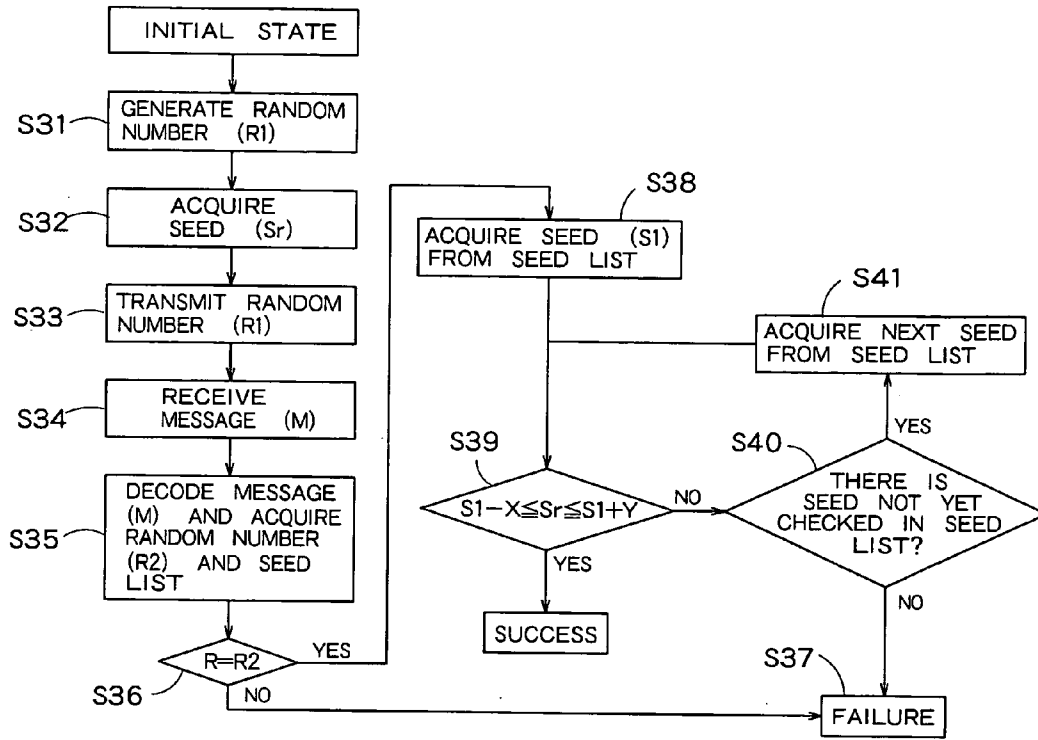 INITIAL STATE
S31
GENERATE RANDOM
NUMBER (R1)
S32
ACQUIRE
SEED (Sr)
S33
TRANSMIT RANDOM
NUMBER (R1)
S34
RECEIVE
MESSAGE (M)
S35
DECODE MESSAGE
(M) AND ACQUIRE
RANDOM NUMBER
(R2) AND SEED
LIST
S36
R=R2
YES
NO
S38
ACQUIRE SEED (S1)
FROM SEED LIST
S39
S1-X≦Sr≦S1+Y
NO
YES
SUCCESS
S41
ACQUIRE NEXT SEED
FROM SEED LIST
YES
S40
THERE IS
SEED NOT YET
CHECKED IN SEED
LIST?
NO
S37
FAILURE